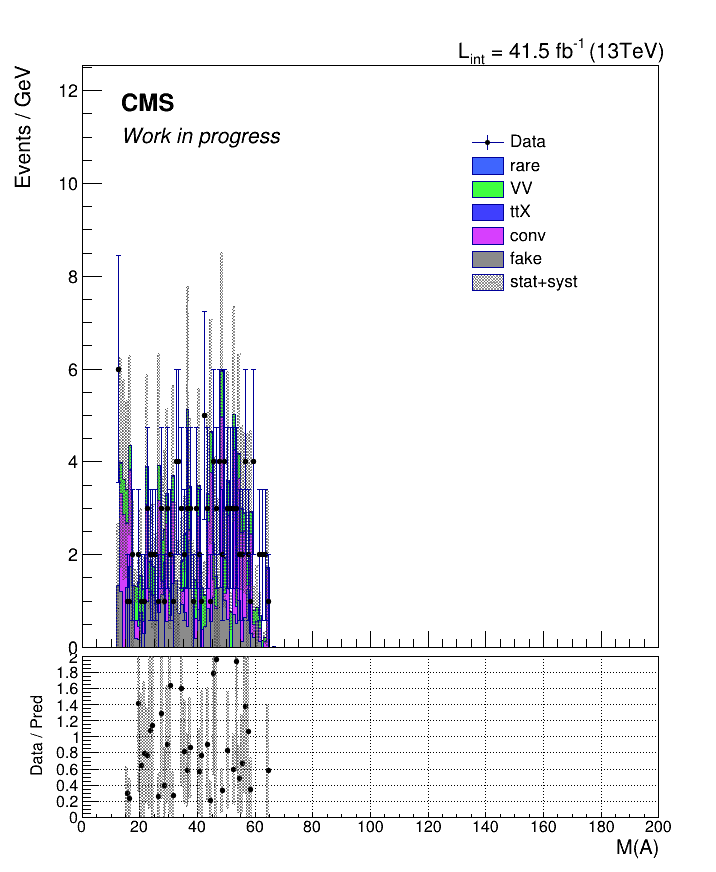 L_int = 41.5 fb^-1 (13TeV)
Events / GeV
12
10
8
6
4
2
0
CMS
Work in progress
Data
rare
VV
ttX
conv
fake
stat+syst
Data / Pred
2
1.8
1.6
1.4
1.2
1
0.8
0.6
0.4
0.2
0
0 20 40 60 80 100 120 140 160 180 200
M(A)